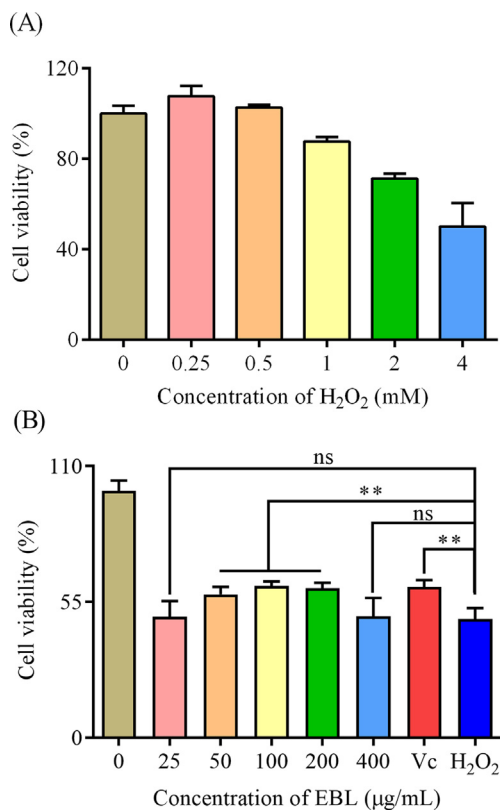 (A)
120
80
40
0
Cell viability (%)
0 0.25 0.5 1 2 4
Concentration of H₂O₂ (mM)
(B)
110
55
0
Cell viability (%)
ns
**
ns
**
0 25 50 100 200 400 Vc H₂O₂
Concentration of EBL (μg/mL)